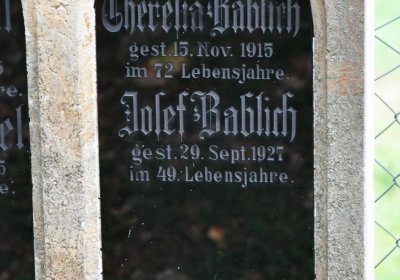 Theresia Bablich
gest. 15. Nov. 1915
im 72 Lebensjahre.
Josef Bablich
gest. 29. Sept. 1927
im 49. Lebensjahre.